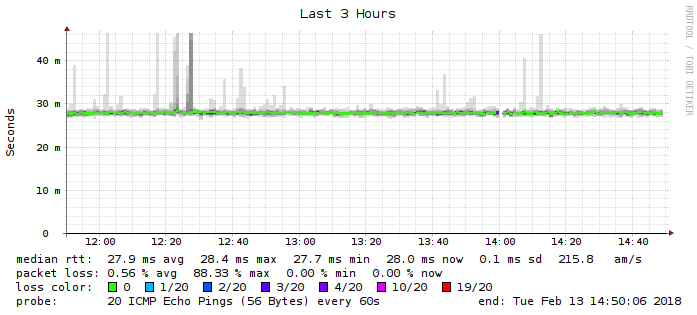 Last 3 Hours
RRDTOOL / TOBI OETIKER
Seconds
40 m
30 m
20 m
10 m
0
12:00 12:20 12:40 13:00 13:20 13:40 14:00 14:20 14:40
median rtt: 27.9 ms avg 28.4 ms max 27.7 ms min 28.0 ms now 0.1 ms sd 215.8 am/s
packet loss: 0.56 % avg 88.33 % max 0.00 % min 0.00 % now
loss color: 0 1/20 2/20 3/20 4/20 10/20 19/20
probe: 20 ICMP Echo Pings (56 Bytes) every 60s end: Tue Feb 13 14:50:06 2018